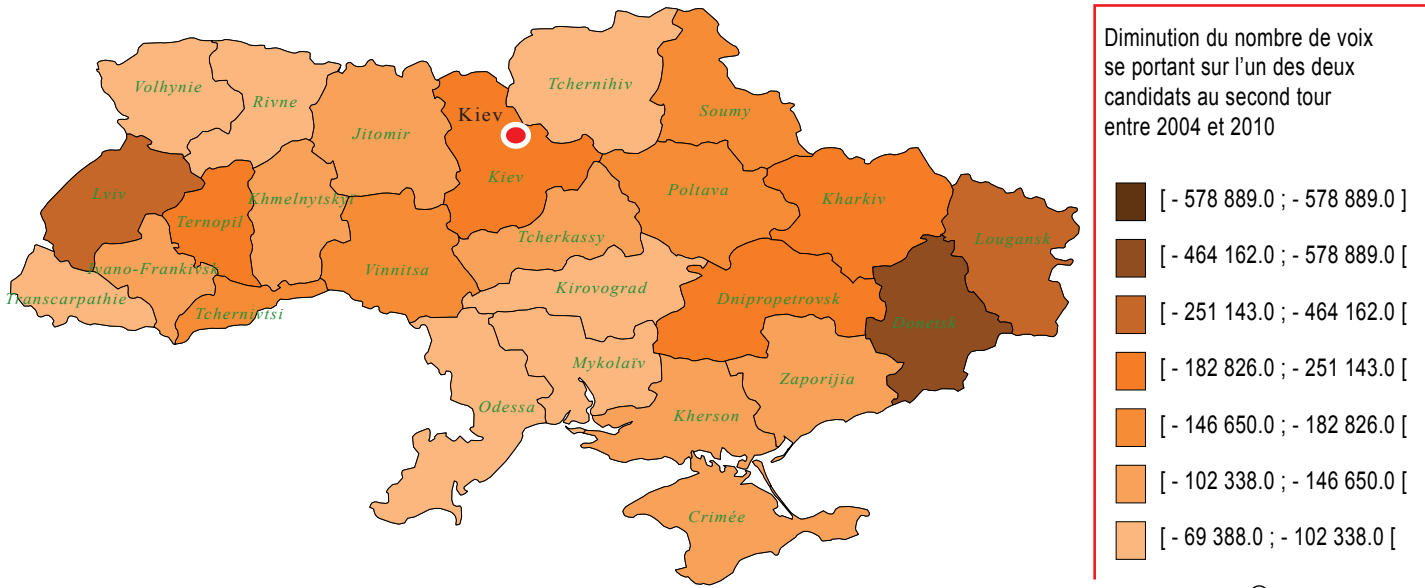 Volhynie
Rivne
Jitomir
Kiev
Kiev
Tchernihiv
Soumy
Lviv
Ternopil
Khmelnytskyï
Vinnitsa
Tcherkassy
Poltava
Kharkiv
Lougansk
Ivano-Frankivsk
Transcarpathie
Tchernivtsi
Kirovograd
Dnipropetrovsk
Donetsk
Mykolaïv
Zaporijia
Odessa
Kherson
Crimée
Diminution du nombre de voix
se portant sur l'un des deux
candidats au second tour
entre 2004 et 2010
[ - 578 889.0 ; - 578 889.0 ]
[ - 464 162.0 ; - 578 889.0 [
[ - 251 143.0 ; - 464 162.0 [
[ - 182 826.0 ; - 251 143.0 [
[ - 146 650.0 ; - 182 826.0 [
[ - 102 338.0 ; - 146 650.0 [
[ - 69 388.0 ; - 102 338.0 [